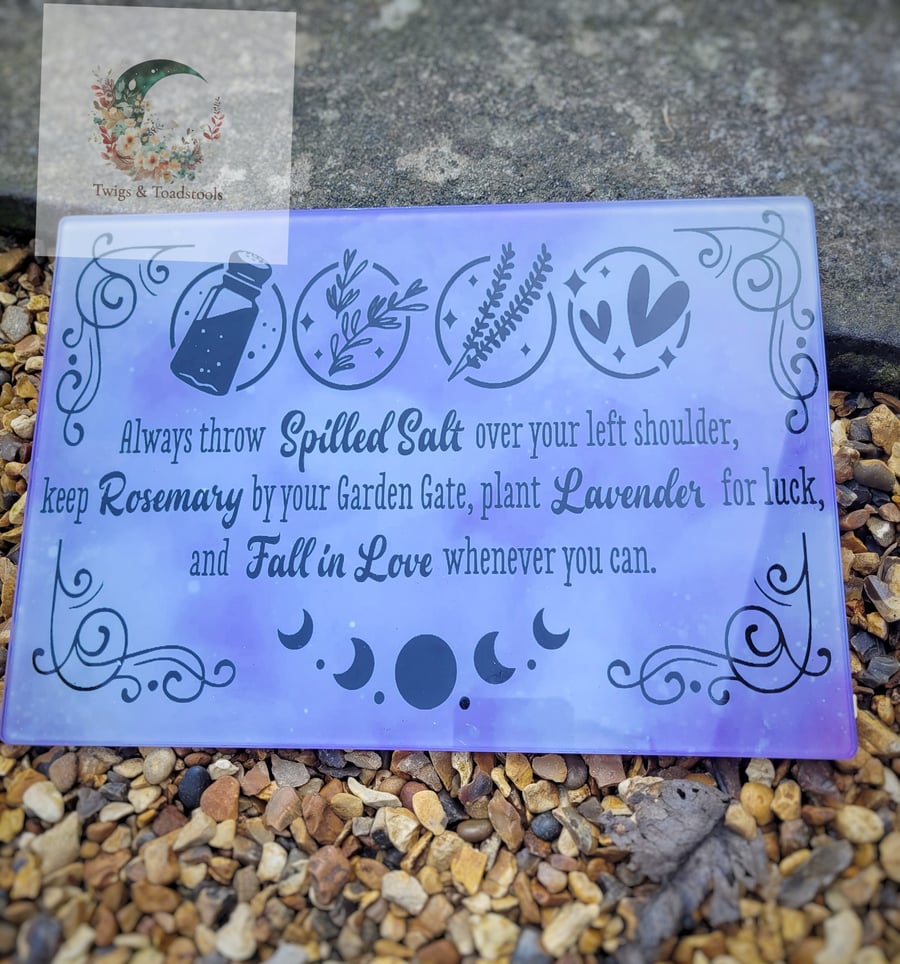 Twigs & Toadstools
Always throw Spilled Salt over your left shoulder,
keep Rosemary by your Garden Gate, plant Lavender for luck,
and Fall in Love whenever you can.